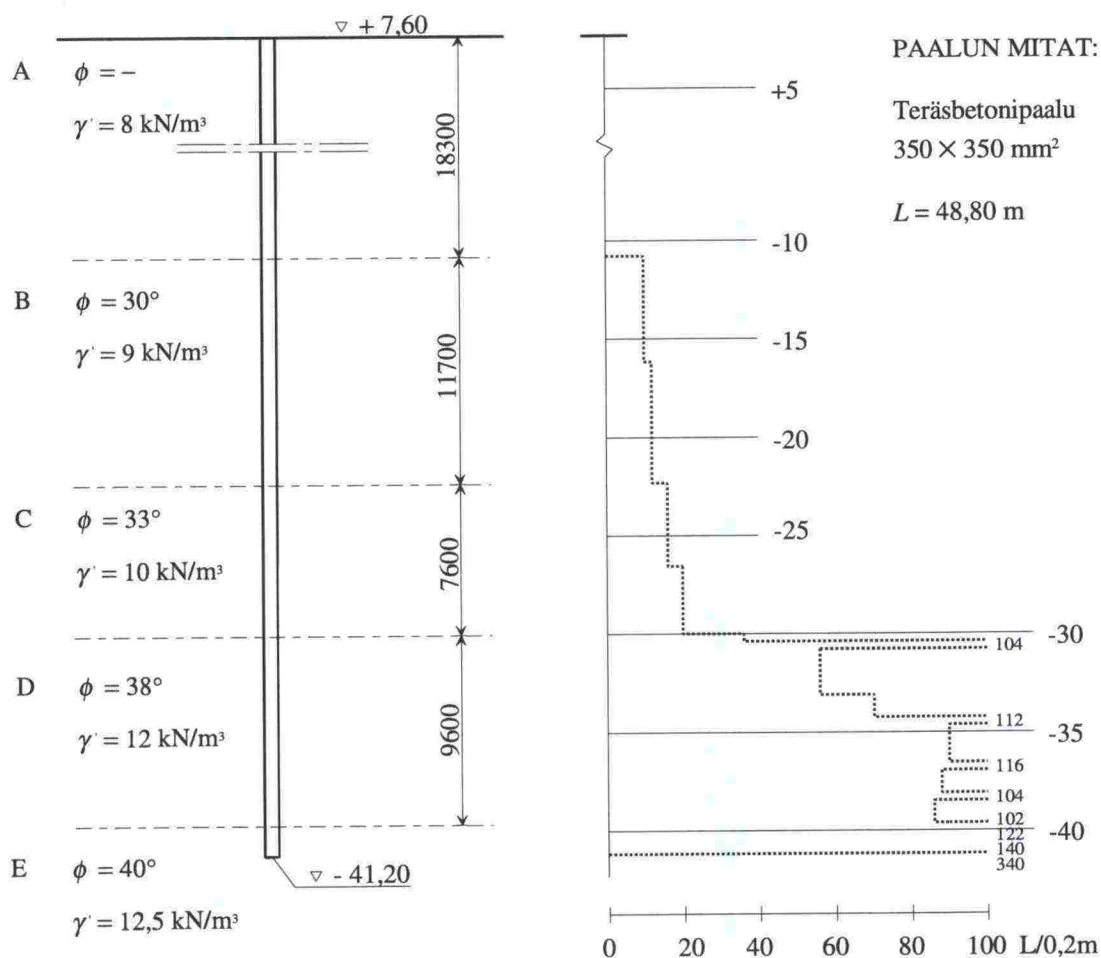 ▽ + 7,60
A ϕ = –
γ' = 8 kN/m³
18300
B ϕ = 30°
γ' = 9 kN/m³
11700
C ϕ = 33°
γ' = 10 kN/m³
7600
D ϕ = 38°
γ' = 12 kN/m³
9600
E ϕ = 40°
γ' = 12,5 kN/m³
▽ - 41,20
+5
-10
-15
-20
-25
-30
104
112
-35
116
104
102
122
-40
140
340
0 20 40 60 80 100 L/0,2m
PAALUN MITAT:
Teräsbetonipaalu
350 × 350 mm²
L = 48,80 m